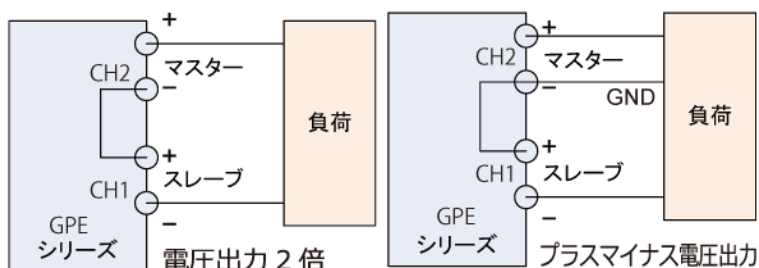 +
CH2
マスター
−
負荷
+
CH1
スレーブ
−
GPE
シリーズ
電圧出力2倍
+
CH2
マスター
−
GND
負荷
+
CH1
スレーブ
−
GPE
シリーズ
プラスマイナス電圧出力